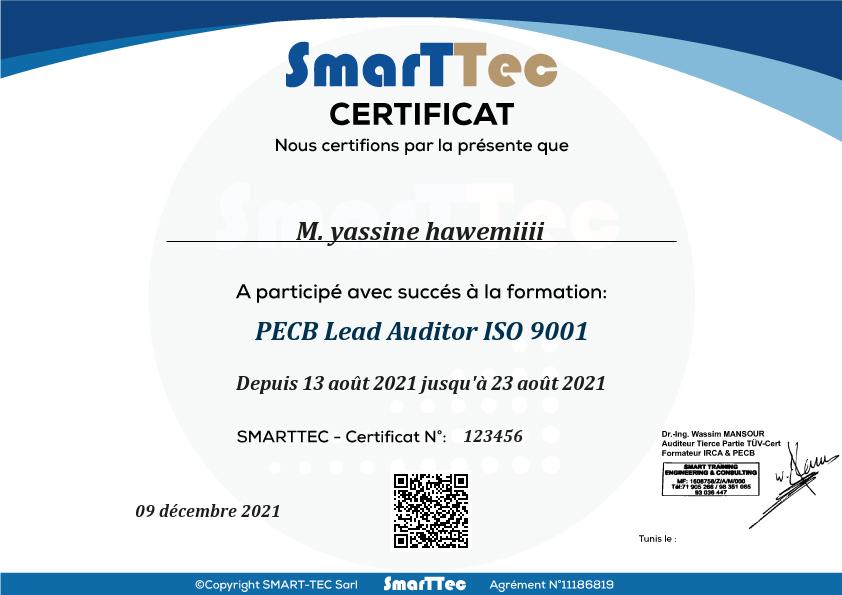 SmarTTec
CERTIFICAT
Nous certifions par la présente que
SmarTTec
M. yassine hawemiiii
A participé avec succés à la formation:
PECB Lead Auditor ISO 9001
Depuis 13 août 2021 jusqu'à 23 août 2021
SMARTTEC - Certificat N°: 123456
Dr.-Ing. Wassim MANSOUR
Auditeur Tierce Partie TÜV-Cert
Formateur IRCA & PECB
SMART TRAINING
ENGINEERING & CONSULTING
MF: 1608758/Z/A/M/000
Tél:71 905 266 / 98 361 065
93 036 447
09 décembre 2021
Tunis le :
©Copyright SMART-TEC Sarl SmarTTec Agrément N°11186819